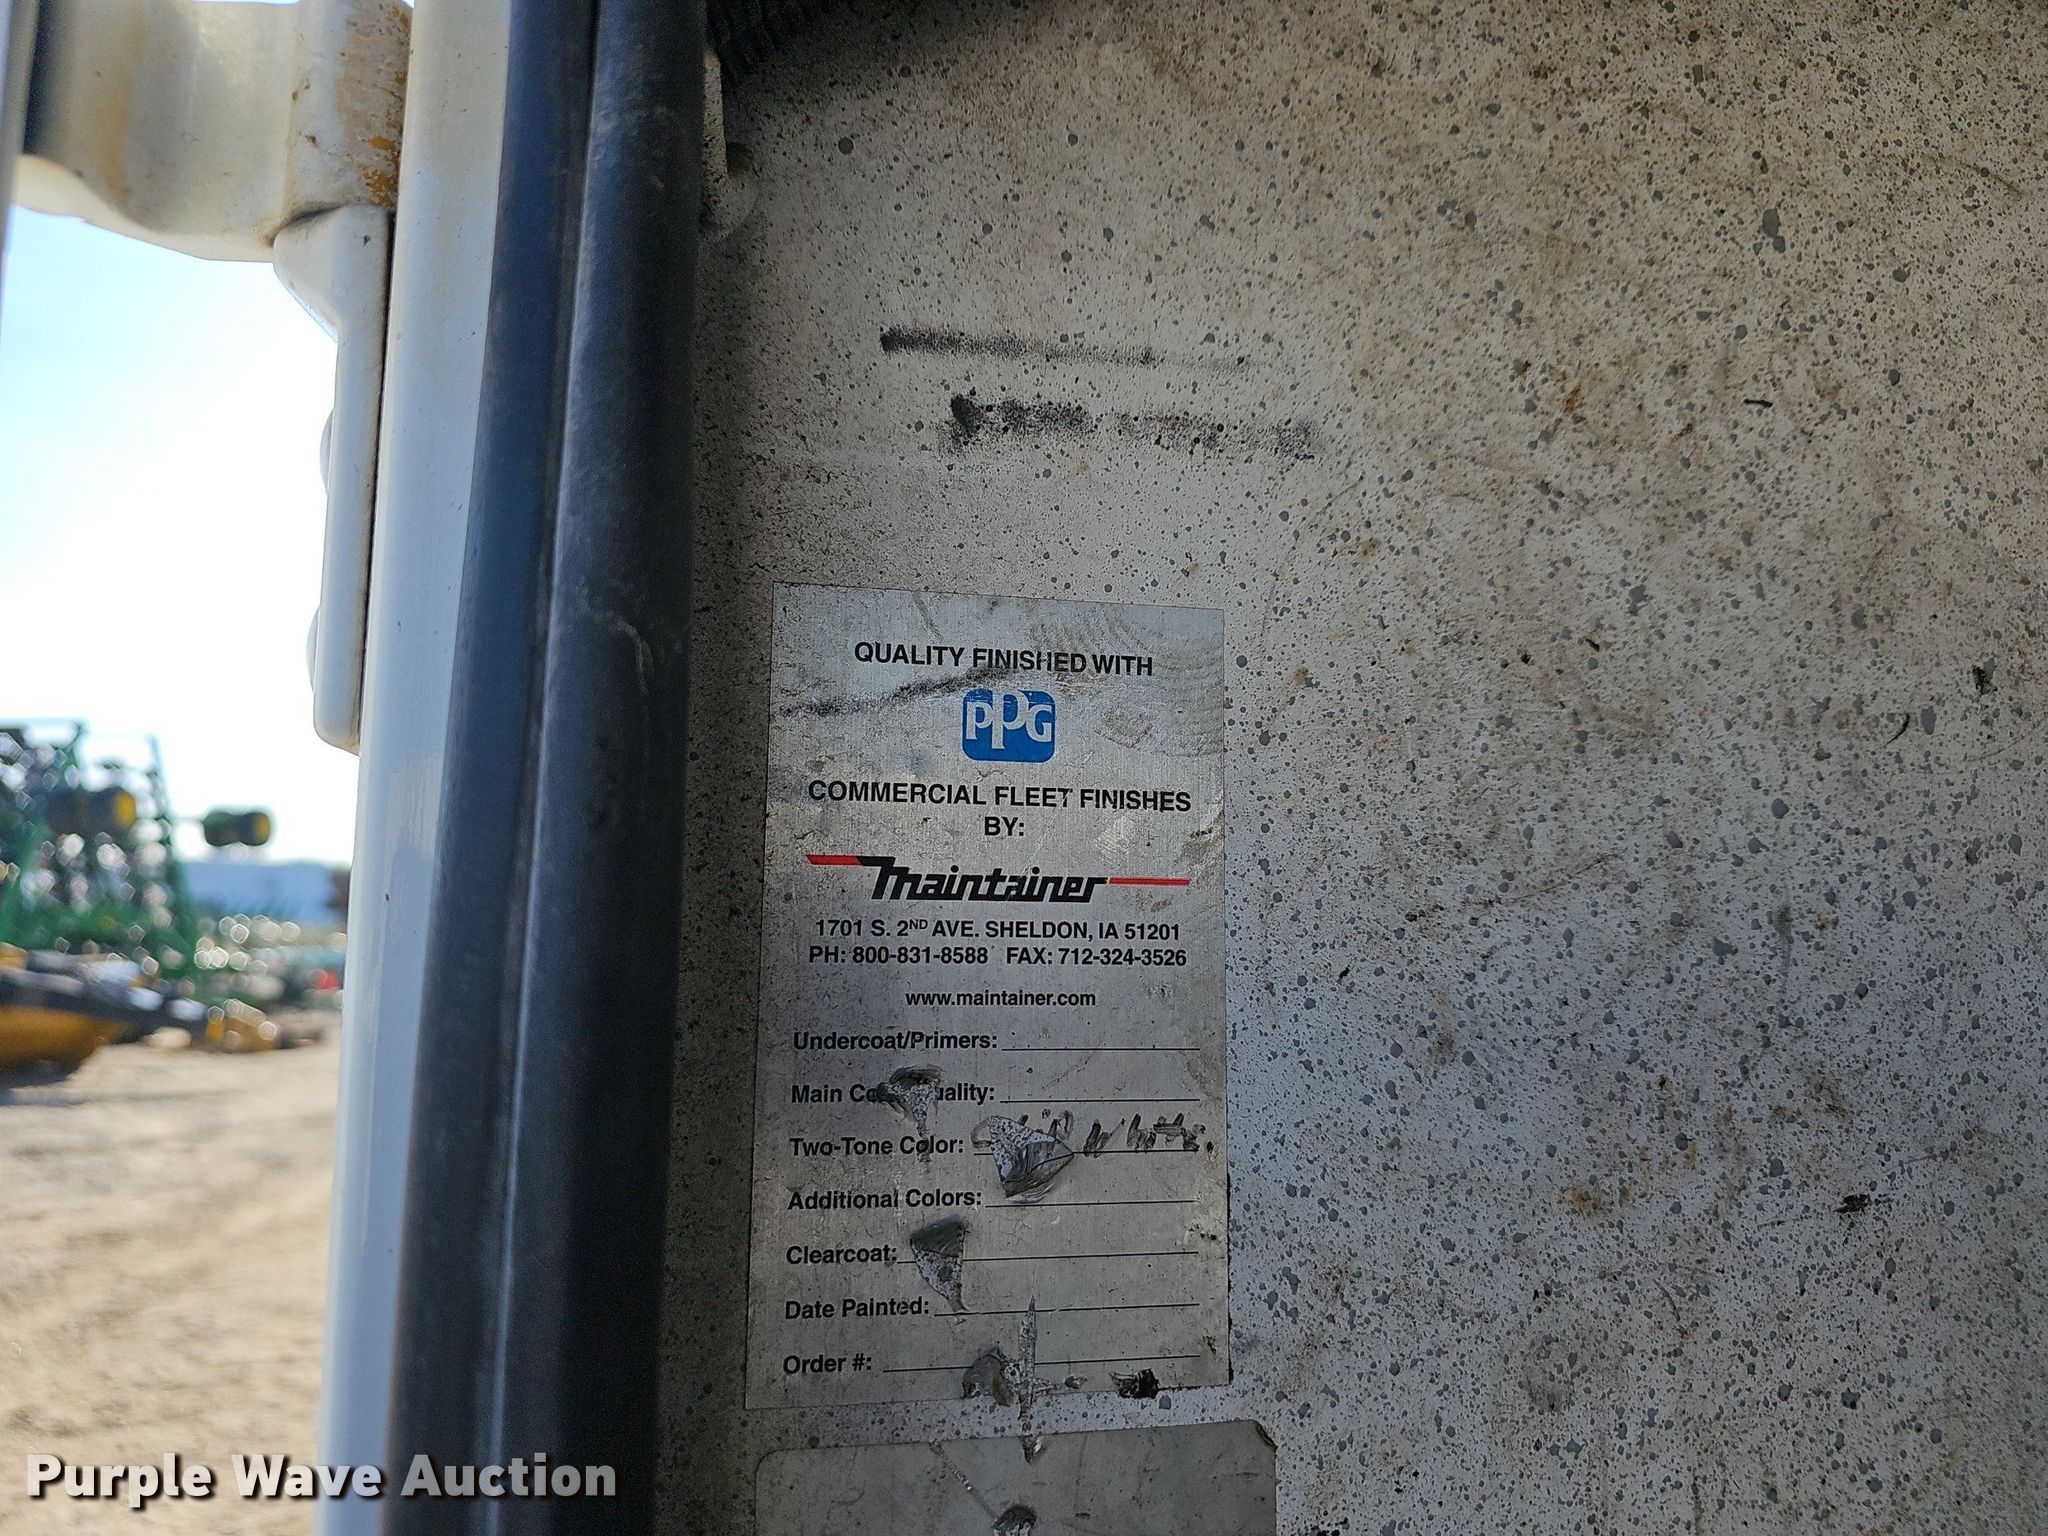 QUALITY FINISHED WITH
PPG
COMMERCIAL FLEET FINISHES
BY:
Maintainer
1701 S. 2ND AVE. SHELDON, IA 51201
PH: 800-831-8588 FAX: 712-324-3526
www.maintainer.com
Undercoat/Primers:
Main
Two-Tone Color:
Additional Colors:
Clearcoat:
Date Painted:
Order #:
Purple Wave Auction